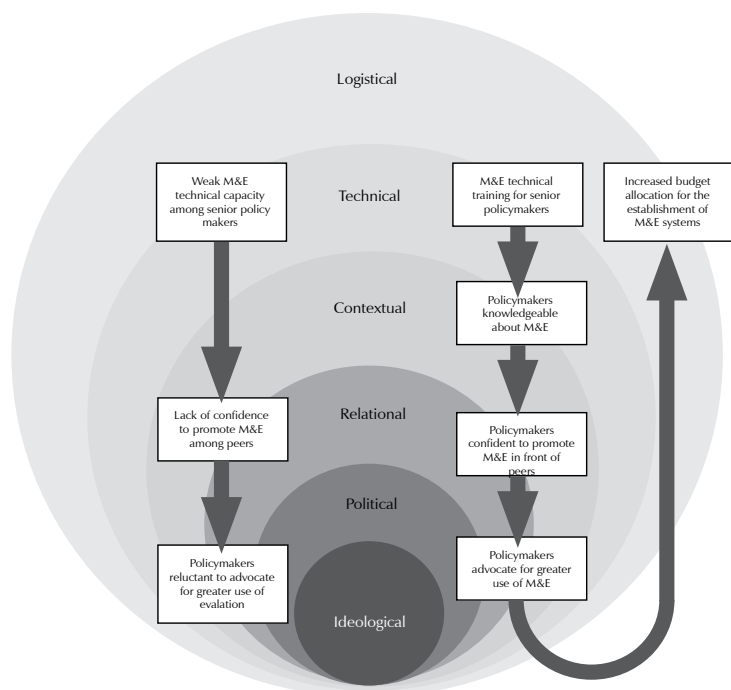 Logistical
Weak M&E
technical capacity
among senior policy
makers
Technical
M&E technical
training for senior
policymakers
Increased budget
allocation for the
establishment of
M&E systems
Contextual
Policymakers
knowledgeable
about M&E
Lack of confidence
to promote M&E
among peers
Relational
Policymakers
confident to promote
M&E in front of
peers
Political
Policymakers
reluctant to advocate
for greater use of
evalation
Policymakers
advocate for greater
use of M&E
Ideological